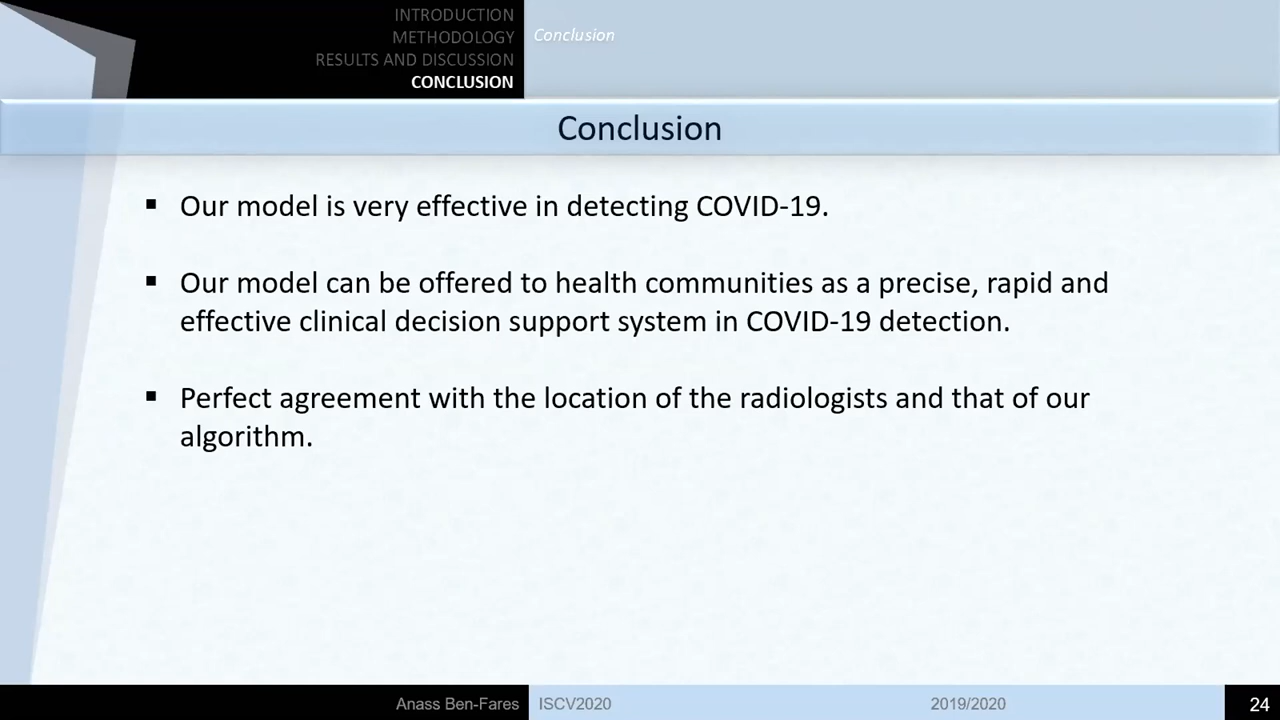 INTRODUCTION
METHODOLOGY
RESULTS AND DISCUSSION
CONCLUSION
Conclusion
Conclusion
▪ Our model is very effective in detecting COVID-19.
▪ Our model can be offered to health communities as a precise, rapid and
effective clinical decision support system in COVID-19 detection.
▪ Perfect agreement with the location of the radiologists and that of our
algorithm.
Anass Ben-Fares
ISCV2020
2019/2020
24